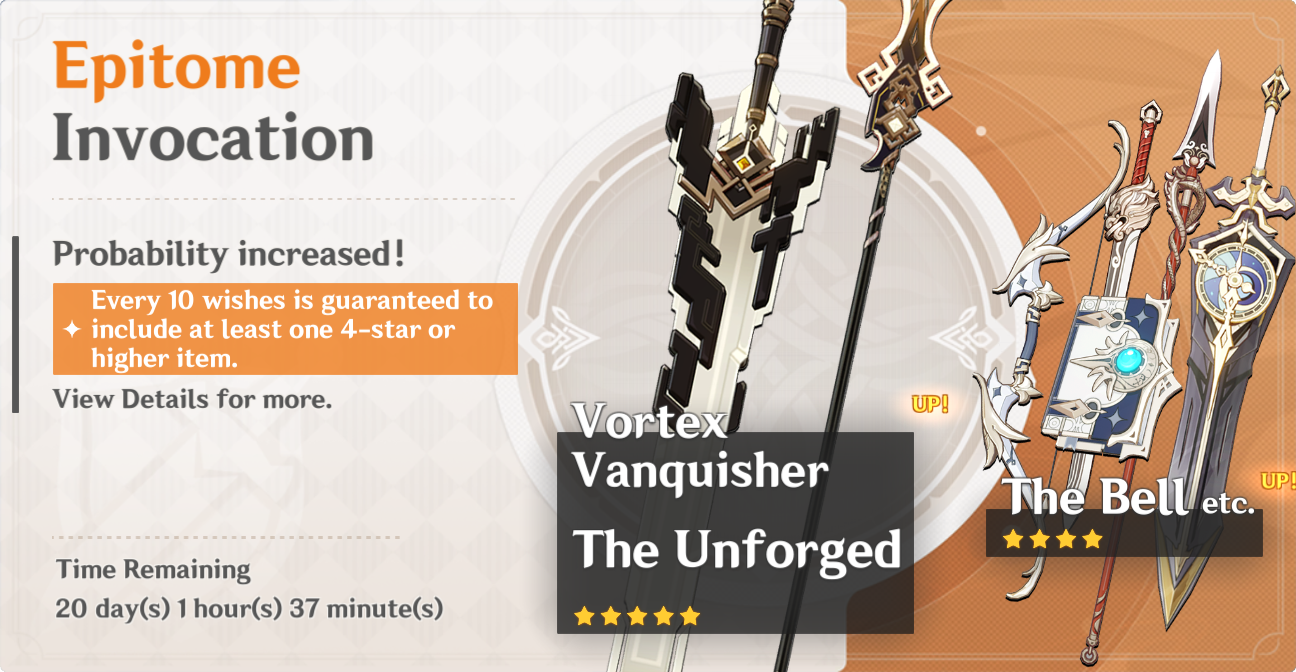 Epitome
Invocation
Probability increased!
Every 10 wishes is guaranteed to
include at least one 4-star or
higher item.
View Details for more.
Time Remaining
20 day(s) 1 hour(s) 37 minute(s)
Vortex
Vanquisher
The Unforged
UP!
The Bell etc.
UP!